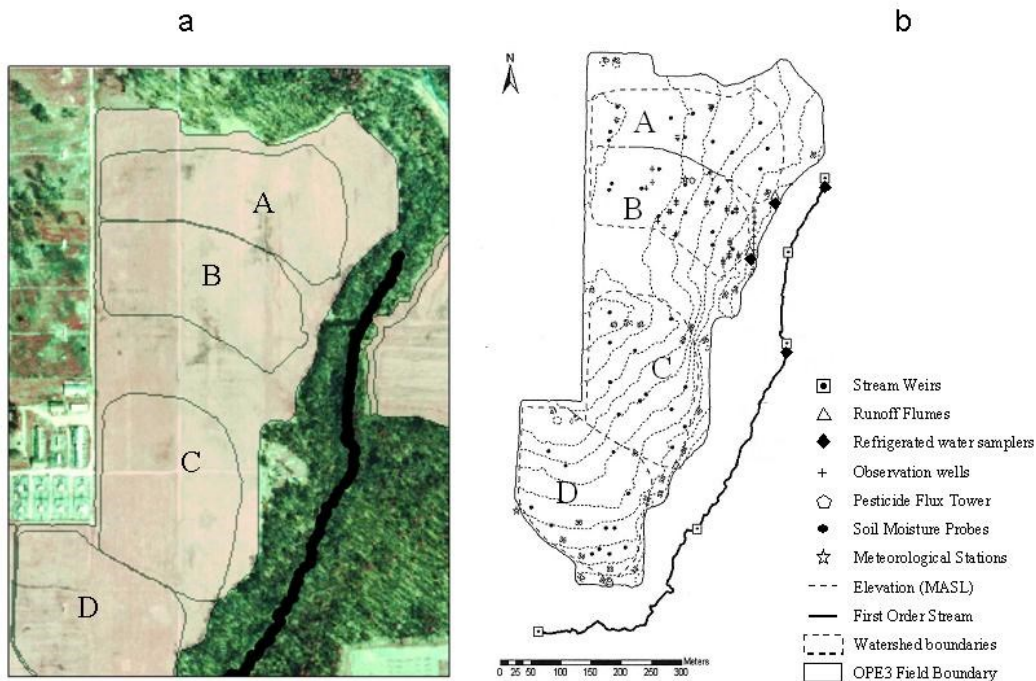 a
b
A
B
C
D
N
A
B
C
D
Stream Weirs
Runoff Flumes
Refrigerated water samplers
Observation wells
Pesticide Flux Tower
Soil Moisture Probes
Meteorological Stations
Elevation (MASL)
First Order Stream
Watershed boundaries
OPE3 Field Boundary
Meters
0 25 50 100 150 200 250 300